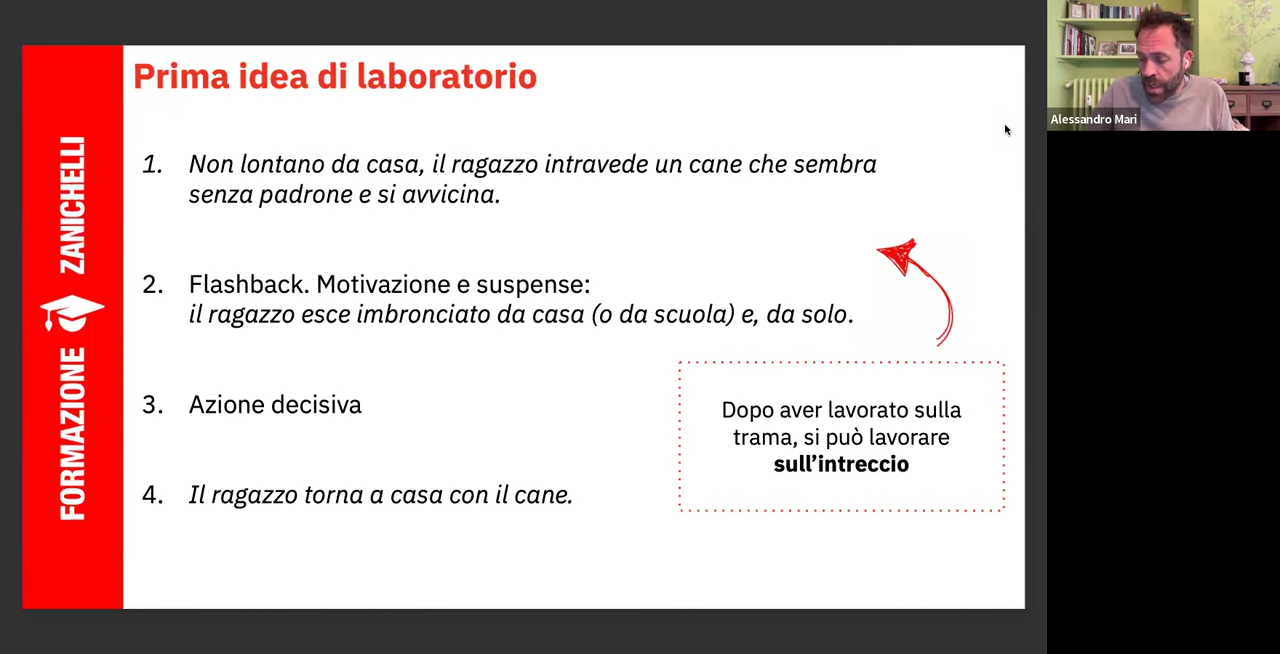 Prima idea di laboratorio
1. Non lontano da casa, il ragazzo intravede un cane che sembra
senza padrone e si avvicina.
2. Flashback. Motivazione e suspense:
il ragazzo esce imbronciato da casa (o da scuola) e, da solo.
3. Azione decisiva
4. Il ragazzo torna a casa con il cane.
Dopo aver lavorato sulla
trama, si può lavorare
sull'intreccio
FORMAZIONE ZANICHELLI
Alessandro Mari